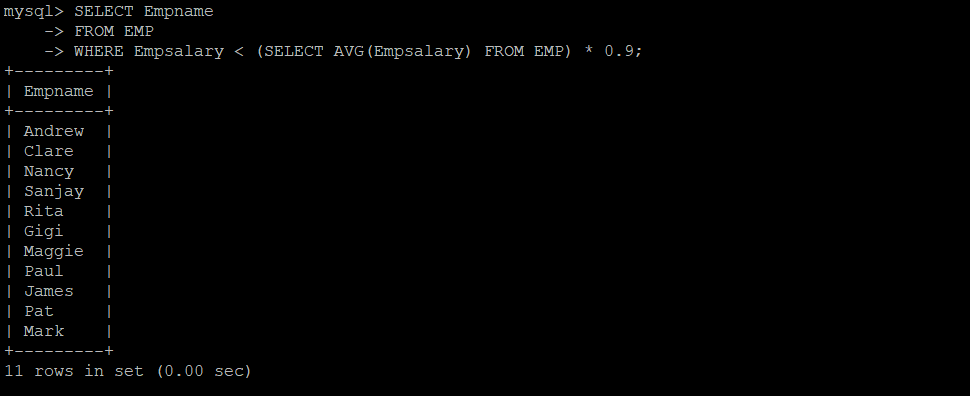 mysql> SELECT Empname
    -> FROM EMP
    -> WHERE Empsalary < (SELECT AVG(Empsalary) FROM EMP) * 0.9;
+---------+
| Empname |
+---------+
| Andrew  |
| Clare   |
| Nancy   |
| Sanjay  |
| Rita    |
| Gigi    |
| Maggie  |
| Paul    |
| James   |
| Pat     |
| Mark    |
+---------+
11 rows in set (0.00 sec)